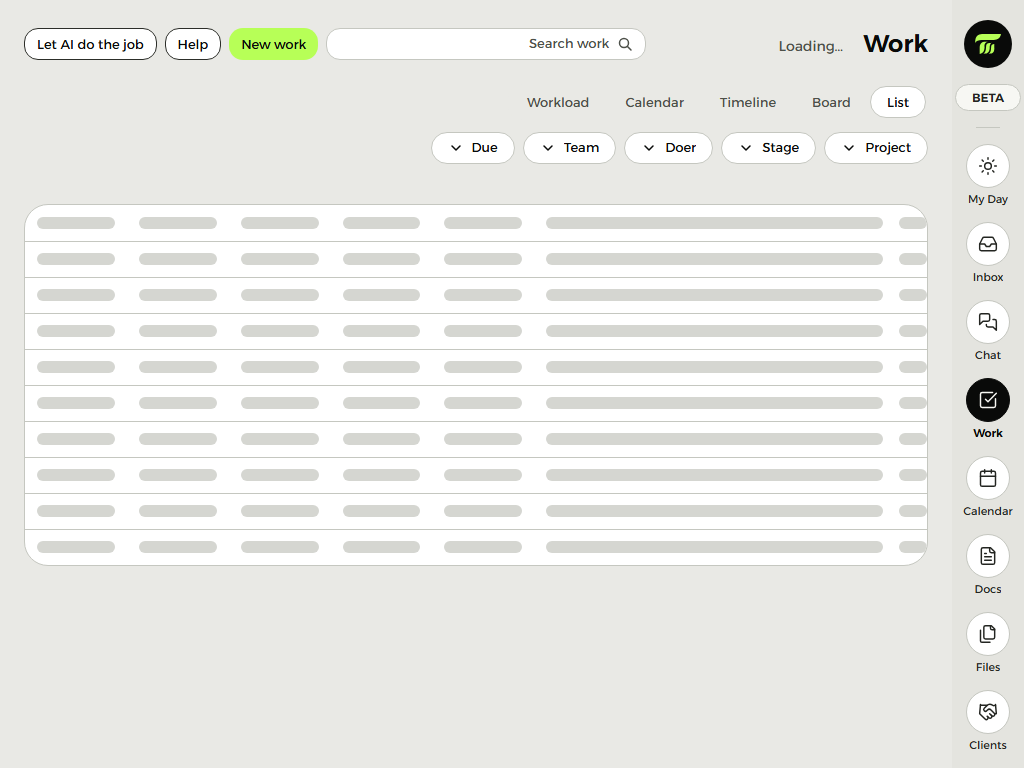 Let AI do the job
Help
New work
Search work
Loading...
Work
Workload
Calendar
Timeline
Board
List
Due
Team
Doer
Stage
Project
BETA
My Day
Inbox
Chat
Work
Calendar
Docs
Files
Clients